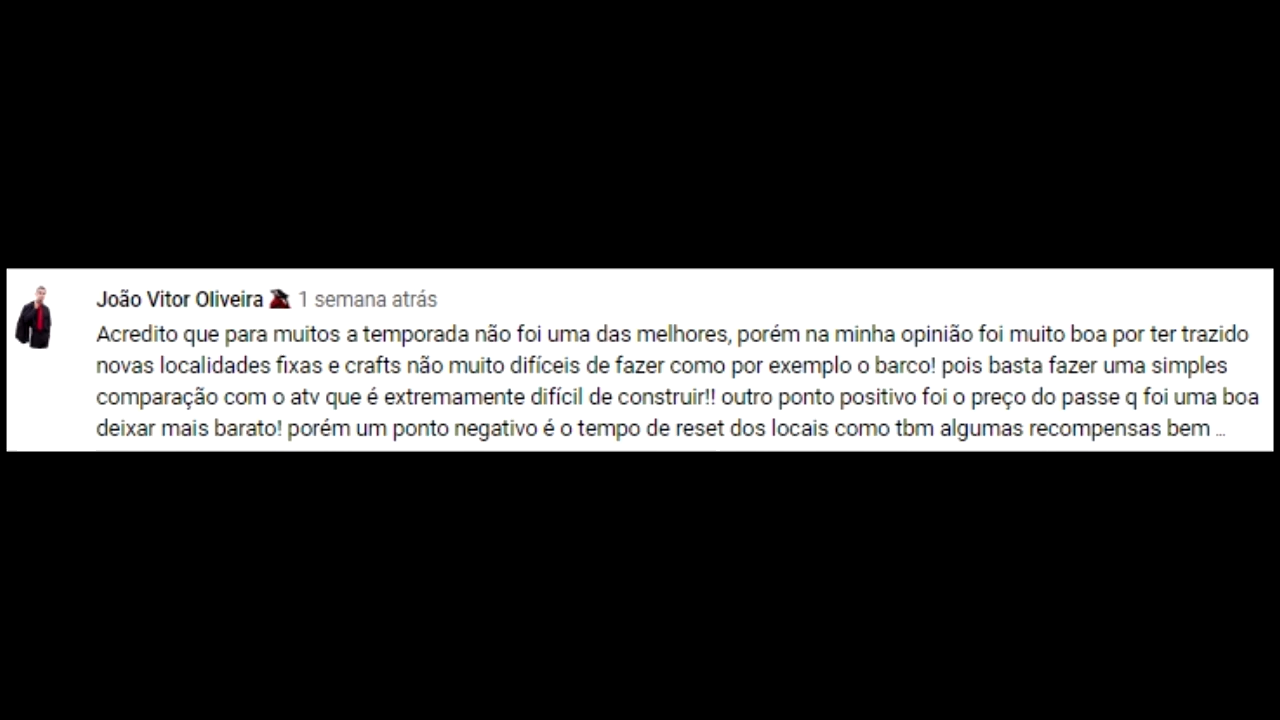 João Vitor Oliveira 1 semana atrás
Acredito que para muitos a temporada não foi uma das melhores, porém na minha opinião foi muito boa por ter trazido
novas localidades fixas e crafts não muito difíceis de fazer como por exemplo o barco! pois basta fazer uma simples
comparação com o atv que é extremamente difícil de construir!! outro ponto positivo foi o preço do passe q foi uma boa
deixar mais barato! porém um ponto negativo é o tempo de reset dos locais como tbm algumas recompensas bem ...